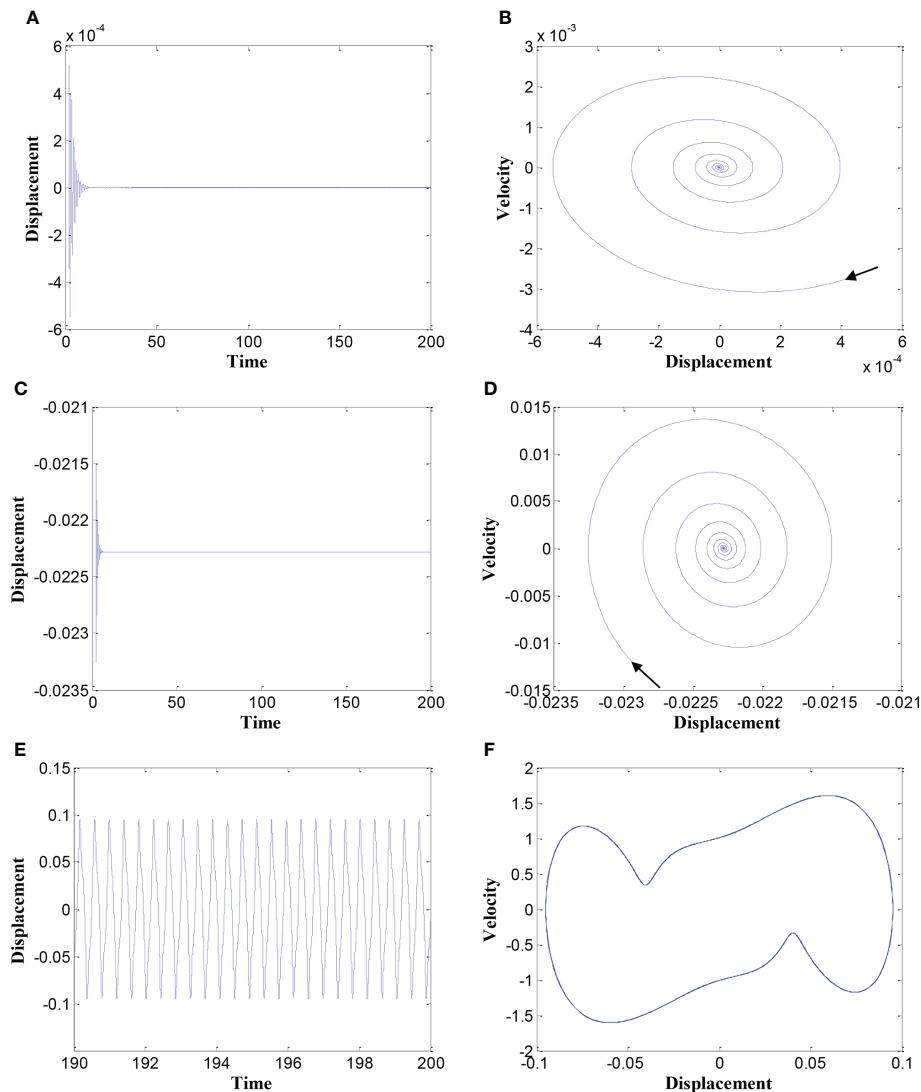 A
x 10⁻⁴
6
4
2
0
-2
-4
-6
Displacement
0 50 100 150 200
Time
B
x 10⁻³
3
2
1
0
-1
-2
-3
-4
Velocity
-6 -4 -2 0 2 4 6
x 10⁻⁴
Displacement
C
-0.021
-0.0215
-0.022
-0.0225
-0.023
-0.0235
Displacement
0 50 100 150 200
Time
D
0.015
0.01
0.005
0
-0.005
-0.01
-0.015
Velocity
-0.0235 -0.023 -0.0225 -0.022 -0.0215 -0.021
Displacement
E
0.15
0.1
0.05
0
-0.05
-0.1
Displacement
190 192 194 196 198 200
Time
F
2
1.5
1
0.5
0
-0.5
-1
-1.5
-2
Velocity
-0.1 -0.05 0 0.05 0.1
Displacement